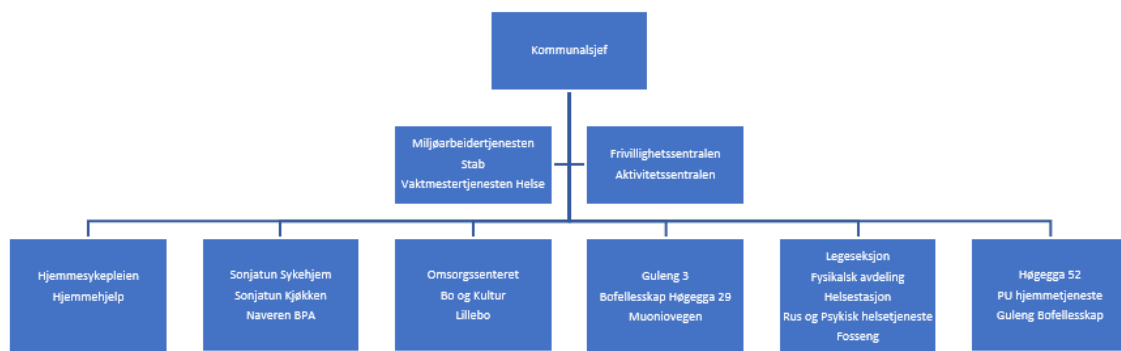 Kommunalsjef
Miljøarbeidertjenesten
Stab
Vaktmestertjenesten Helse
Frivillighetssentralen
Aktivitetssentralen
Hjemmesykepleien
Hjemmehjelp
Sonjatun Sykehjem
Sonjatun Kjøkken
Naveren BPA
Omsorgssenteret
Bo og Kultur
Lillebo
Guleng 3
Bofellesskap Høgegga 29
Muoniovegen
Legeseksjon
Fysikalsk avdeling
Helsestasjon
Rus og Psykisk helsetjeneste
Fosseng
Høgegga 52
PU hjemmetjeneste
Guleng Bofellesskap